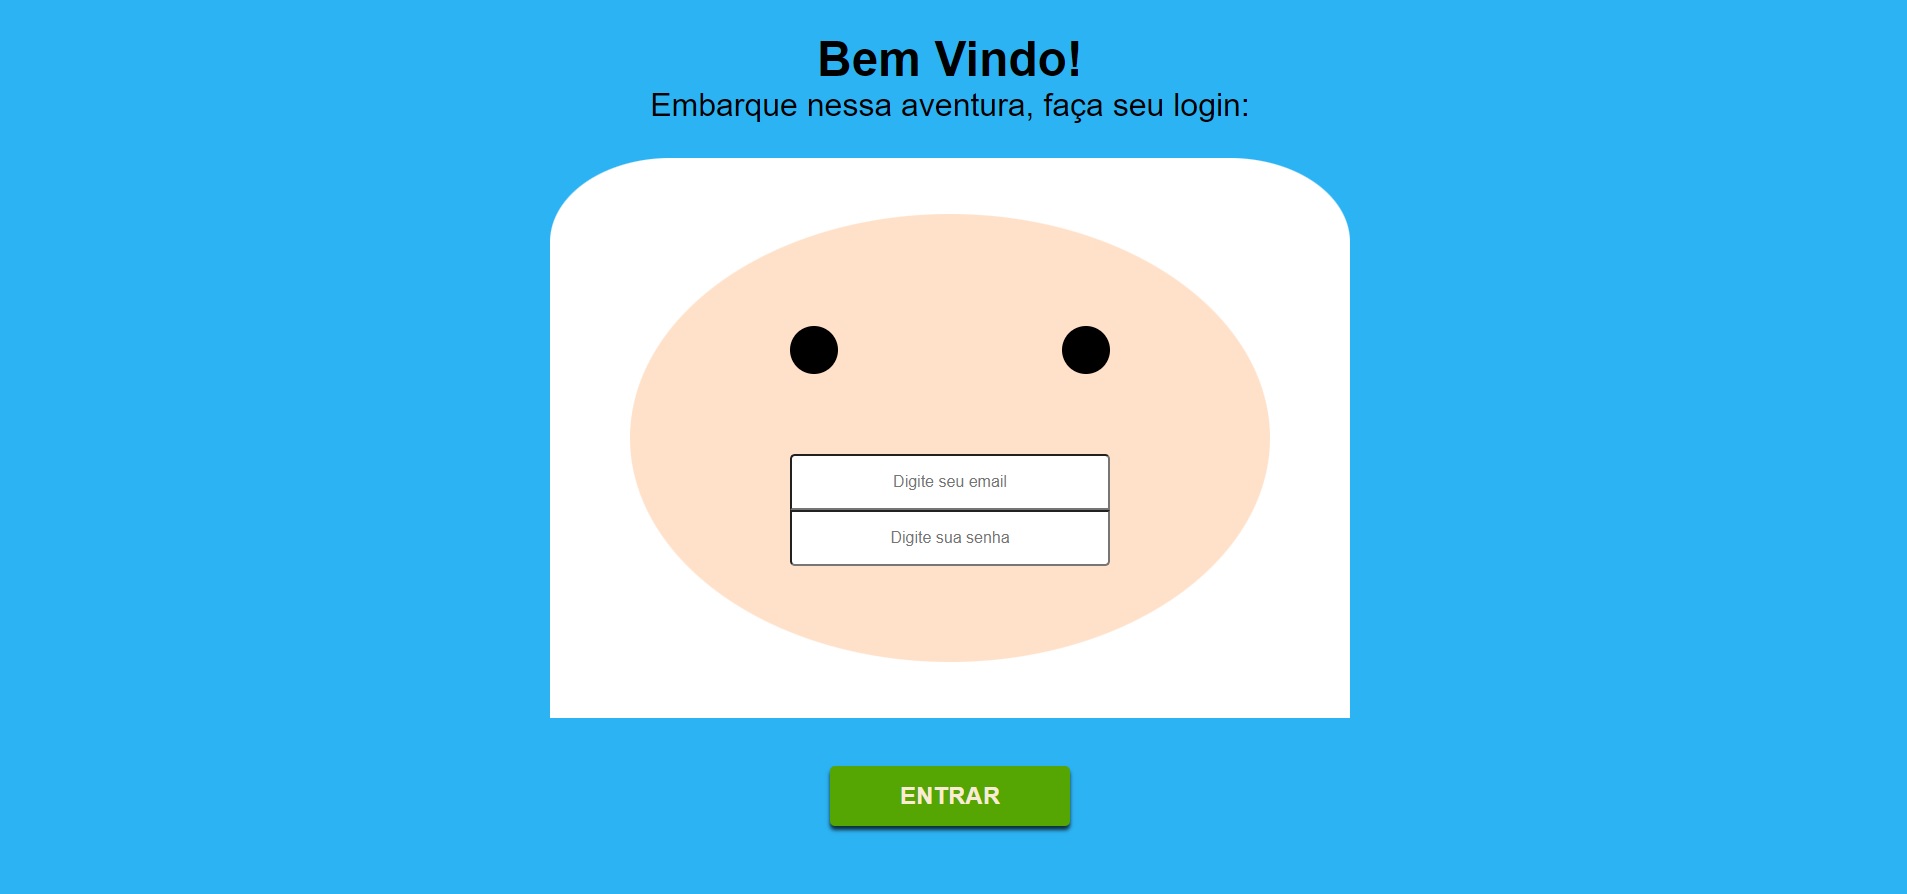 Bem Vindo!
Embarque nessa aventura, faça seu login:
Digite seu email
Digite sua senha
ENTRAR